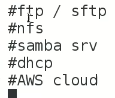 #ftp / sftp
#nfs
#samba srv
#dhcp
#AWS cloud